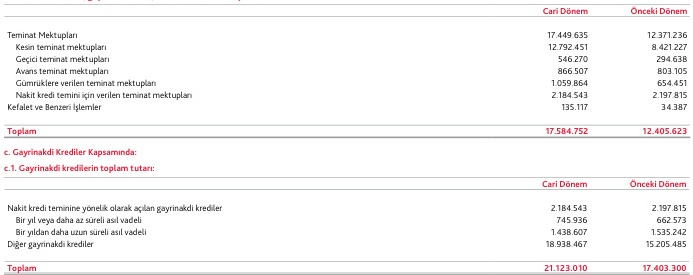 Cari Dönem Önceki Dönem
Teminat Mektupları 17.449.635 12.371.236
Kesin teminat mektupları 12.792.451 8.421.227
Geçici teminat mektupları 546.270 294.638
Avans teminat mektupları 866.507 803.105
Gümrüklere verilen teminat mektupları 1.059.864 654.451
Nakit kredi temini için verilen teminat mektupları 2.184.543 2.197.815
Kefalet ve Benzeri İşlemler 135.117 34.387
Toplam 17.584.752 12.405.623
c. Gayrinakdi Krediler Kapsamında:
c.1. Gayrinakdi kredilerin toplam tutarı:
Cari Dönem Önceki Dönem
Nakit kredi teminine yönelik olarak açılan gayrinakdi krediler 2.184.543 2.197.815
Bir yıl veya daha az süreli asıl vadeli 745.936 662.573
Bir yıldan daha uzun süreli asıl vadeli 1.438.607 1.535.242
Diğer gayrinakdi krediler 18.938.467 15.205.485
Toplam 21.123.010 17.403.300